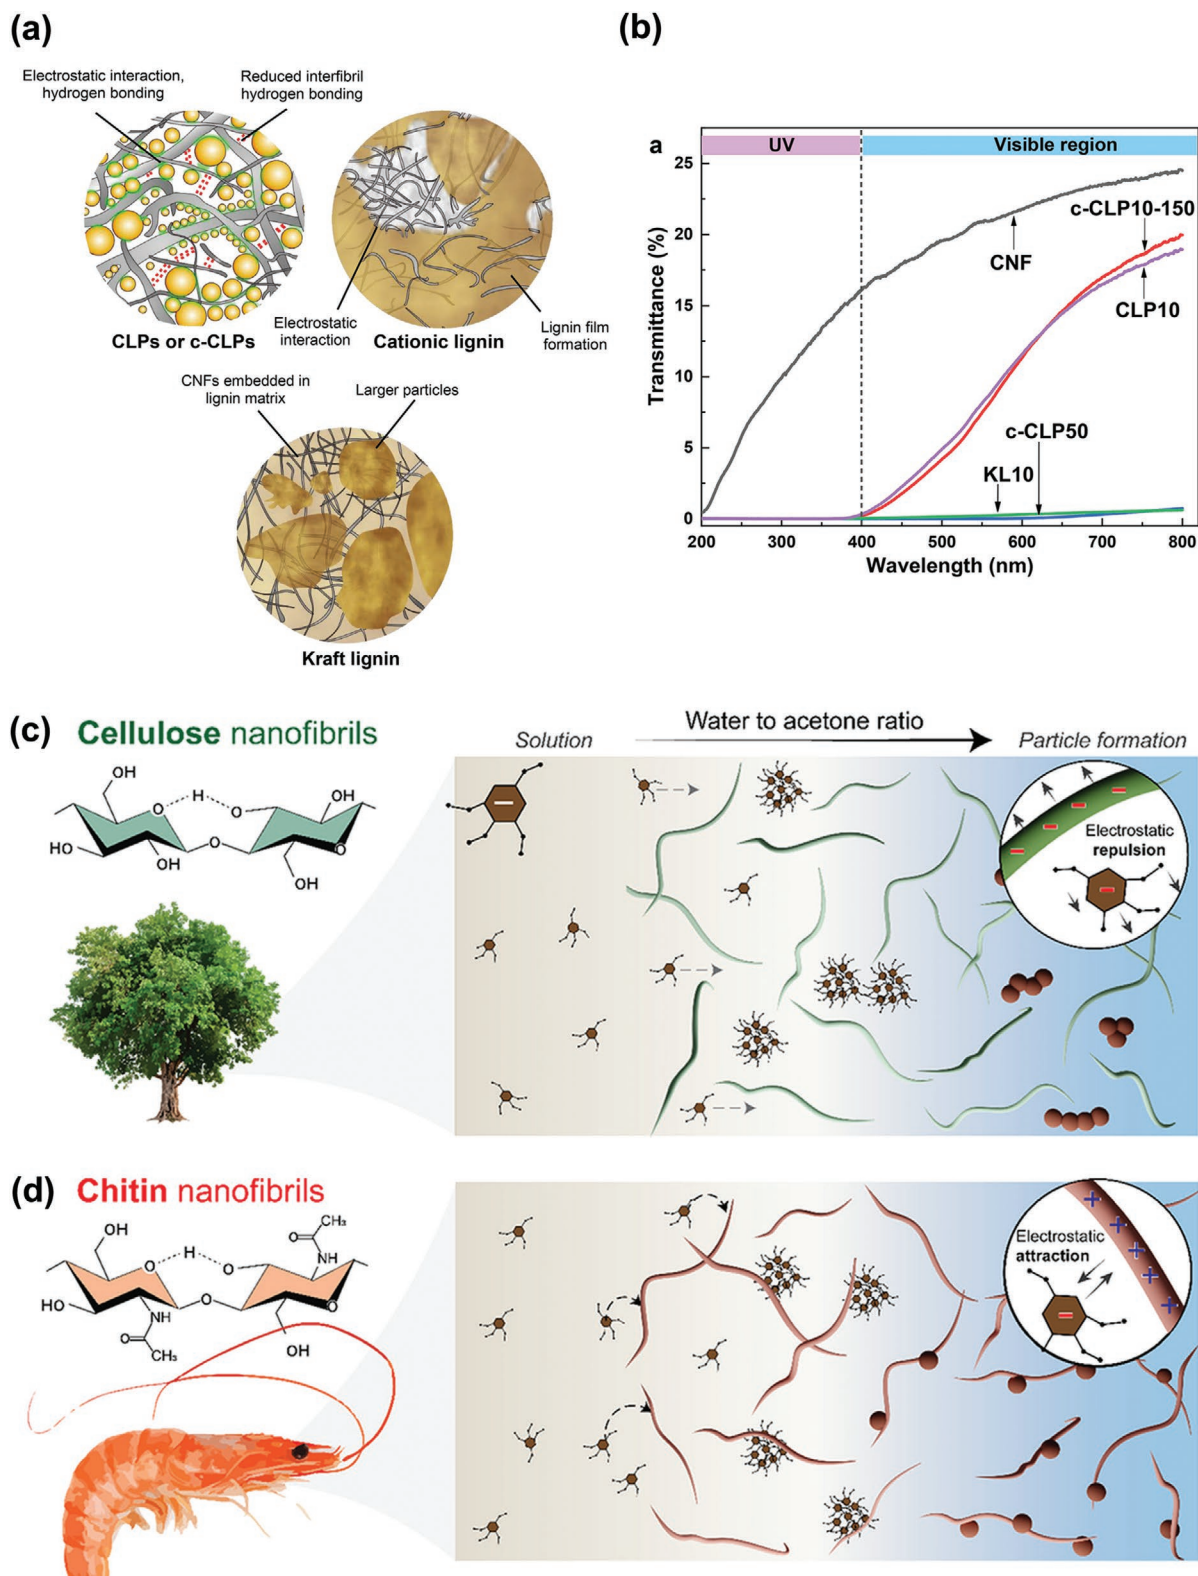 (a)
Electrostatic interaction,
hydrogen bonding
Reduced interfibril
hydrogen bonding
CLPs or c-CLPs
Electrostatic
interaction
Cationic lignin
Lignin film
formation
CNFs embedded in
lignin matrix
Larger particles
Kraft lignin
(b)
a
UV
Visible region
Transmittance (%)
25
20
15
10
5
0
CNF
c-CLP10-150
CLP10
c-CLP50
KL10
200
300
400
500
600
700
800
Wavelength (nm)
(c)
Cellulose nanofibrils
OH
O
H
O
OH
HO
OH
O
O
OH
Solution
Water to acetone ratio
Particle formation
Electrostatic
repulsion
(d)
Chitin nanofibrils
CH₃
O
NH
OH
O
H
O
HO
NH
O
O
O
CH₃
OH
Electrostatic
attraction
+
+
+
+
+